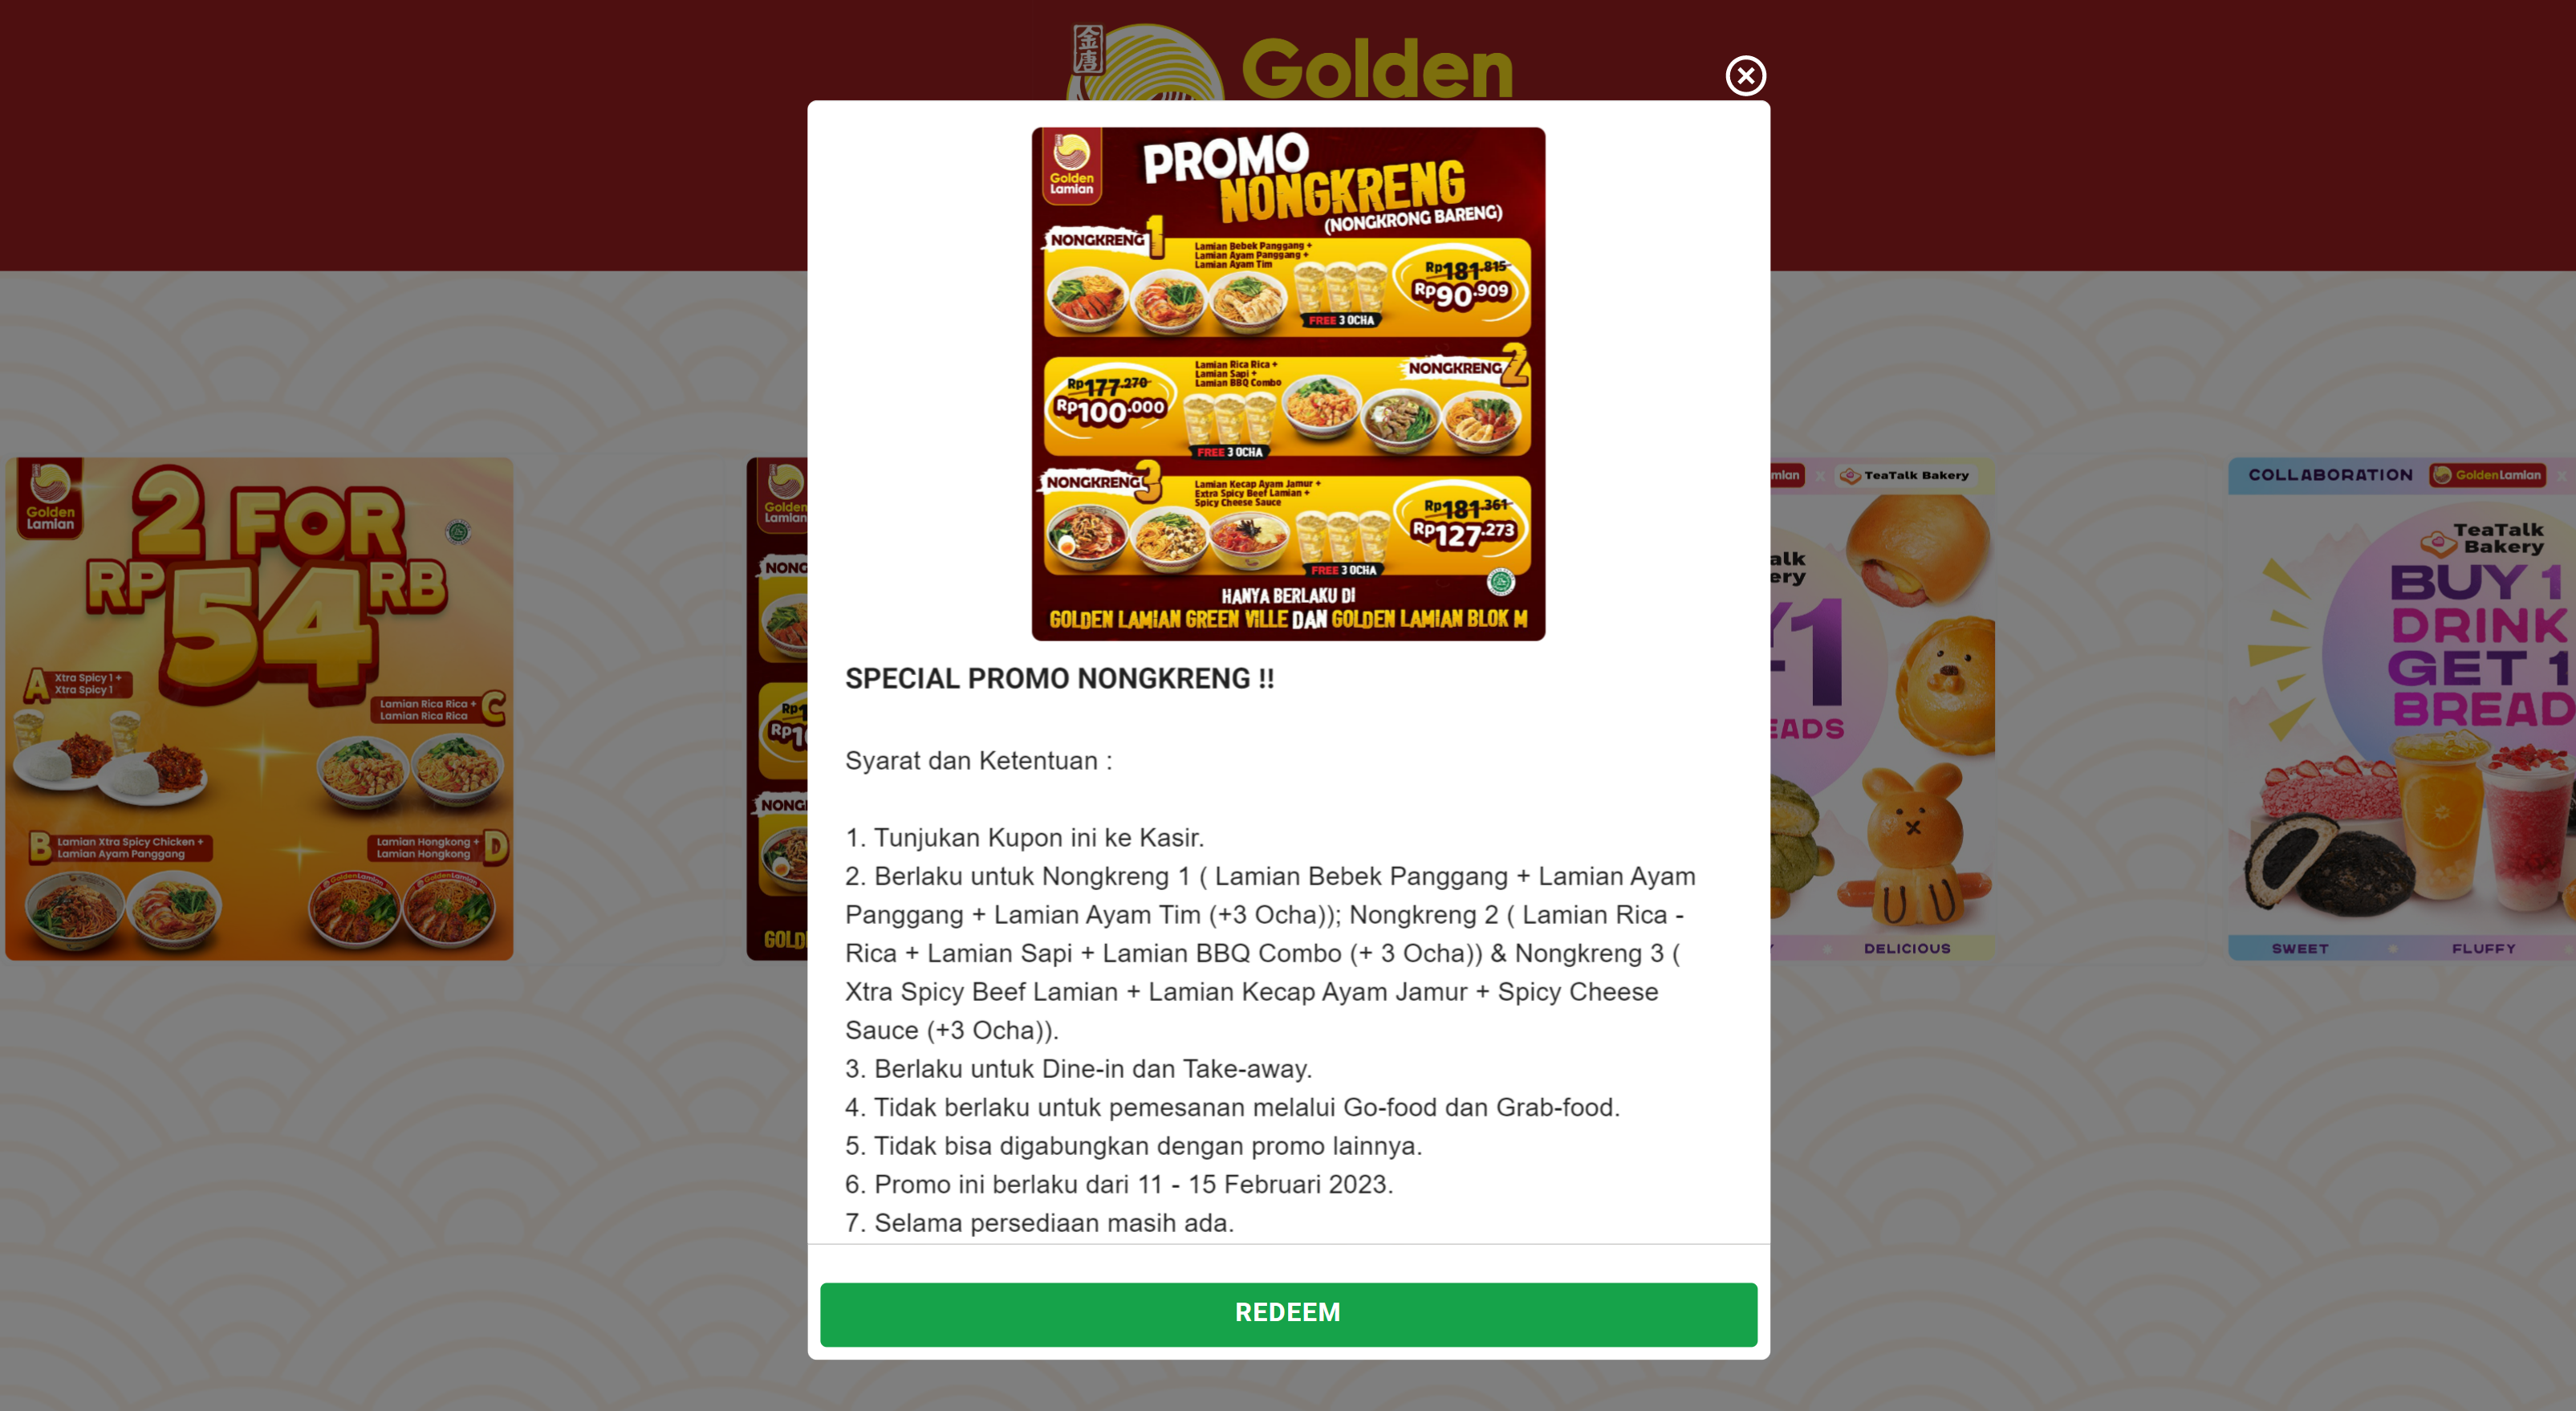 金唐
Golden
Golden
Lamian
PROMO
NONGKRENG
(NONGKRONG BARENG)
NONGKRENG 1
Lamian Bebek Panggang +
Lamian Ayam Panggang +
Lamian Ayam Tim
FREE 3 OCHA
Rp181.815
Rp90.909
Rp177.270
Rp100.000
Lamian Rica Rica +
Lamian Sapi +
Lamian BBQ Combo
FREE 3 OCHA
NONGKRENG 2
NONGKRENG 3
Lamian Kecap Ayam Jamur +
Extra Spicy Beef Lamian +
Spicy Cheese Sauce
FREE 3 OCHA
Rp181.361
Rp127.273
HANYA BERLAKU DI
GOLDEN LAMIAN GREEN VILLE DAN GOLDEN LAMIAN BLOK M
SPECIAL PROMO NONGKRENG !!
Syarat dan Ketentuan :
1. Tunjukan Kupon ini ke Kasir.
2. Berlaku untuk Nongkreng 1 ( Lamian Bebek Panggang + Lamian Ayam
Panggang + Lamian Ayam Tim (+3 Ocha)); Nongkreng 2 ( Lamian Rica -
Rica + Lamian Sapi + Lamian BBQ Combo (+ 3 Ocha)) & Nongkreng 3 (
Xtra Spicy Beef Lamian + Lamian Kecap Ayam Jamur + Spicy Cheese
Sauce (+3 Ocha)).
3. Berlaku untuk Dine-in dan Take-away.
4. Tidak berlaku untuk pemesanan melalui Go-food dan Grab-food.
5. Tidak bisa digabungkan dengan promo lainnya.
6. Promo ini berlaku dari 11 - 15 Februari 2023.
7. Selama persediaan masih ada.
REDEEM
Golden
Lamian
2 FOR
RP 54 RB
A Xtra Spicy 1 +
Xtra Spicy 1
Lamian Rica Rica + C
Lamian Rica Rica
B Lamian Xtra Spicy Chicken +
Lamian Ayam Panggang
Lamian Hongkong + D
Lamian Hongkong
GoldenLamian
GoldenLamian
Golden
Lamian
NONG
Rp1
Rp10
NONG
GOLD
mian x TeaTalk Bakery
alk
ery
1
EADS
DELICIOUS
COLLABORATION GoldenLamian x
TeaTalk
Bakery
BUY 1
DRINK
GET 1
BREAD
SWEET FLUFFY